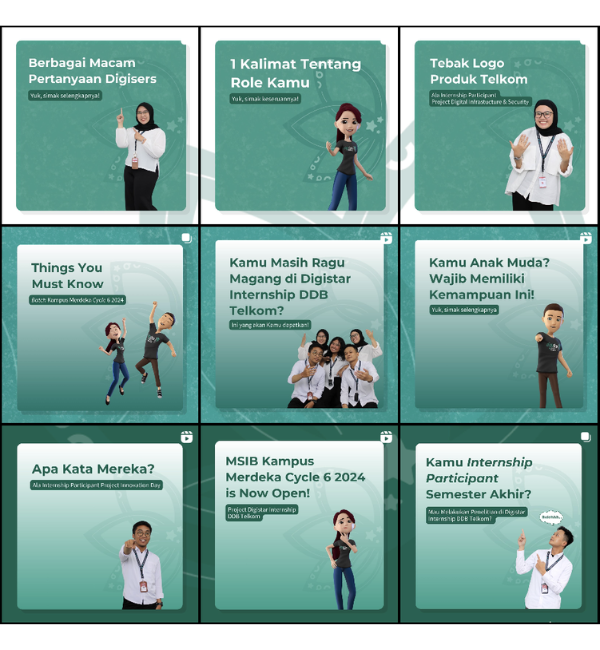 Berbagai Macam
Pertanyaan Digisers
Yuk, simak selengkapnya!
1 Kalimat Tentang
Role Kamu
Yuk, simak keseruannya!
Tebak Logo
Produk Telkom
Ala Internship Participant
Project Digital Infrastucture & Security
Things You
Must Know
Batch Kampus Merdeka Cycle 6 2024
Kamu Masih Ragu
Magang di Digistar
Internship DDB
Telkom?
Ini yang akan Kamu dapatkan!
Kamu Anak Muda?
Wajib Memiliki
Kemampuan Ini!
Yuk, simak selengkapnya
Apa Kata Mereka?
Ala Internship Participant Project Innovation Day
MSIB Kampus
Merdeka Cycle 6 2024
is Now Open!
Project Digistar Internship
DDB Telkom
Kamu Internship
Participant
Semester Akhir?
Mau Melakukan Penelitian di Digistar
Internship DDB Telkom?